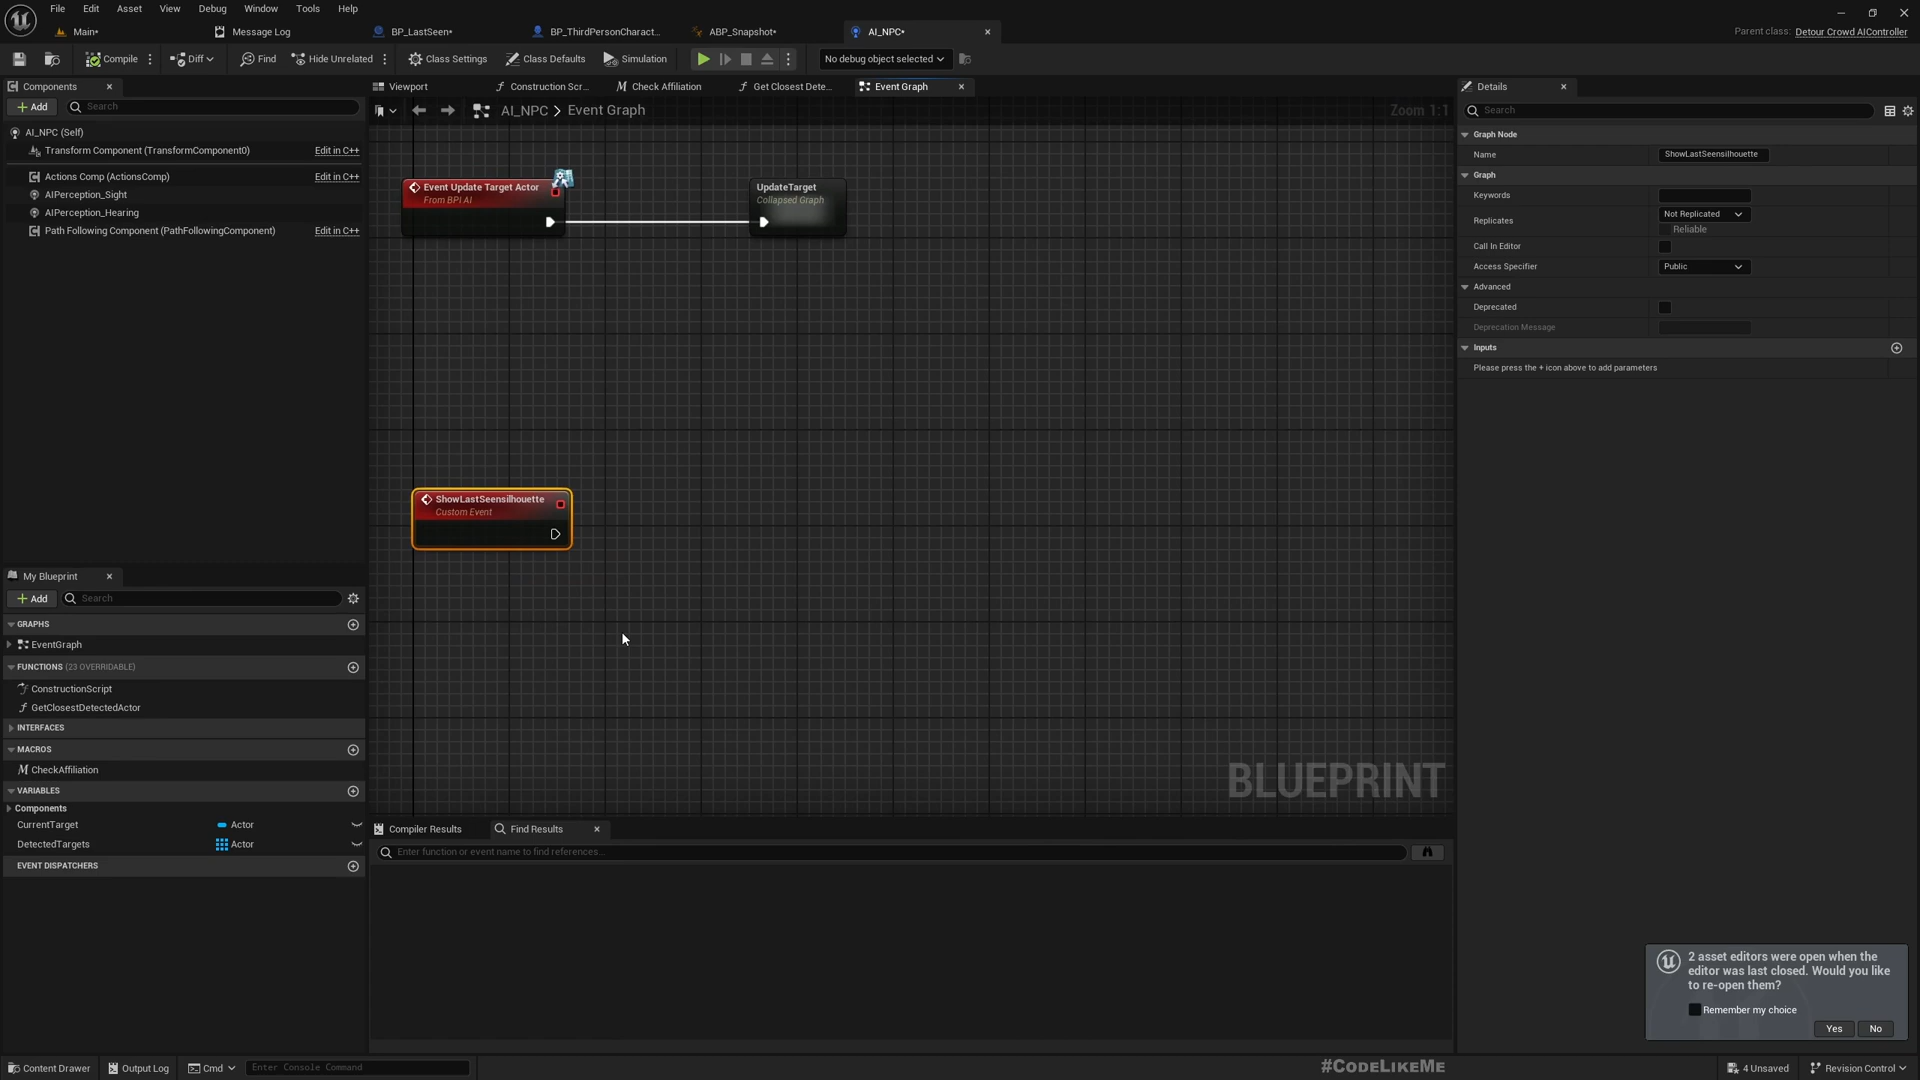 File Edit Asset View Window Debug Tools Help
Main* Message Log BP_LastSeen* BP_ThirdPersonCharact... ABP_Snapshot* AI_NPC*
Parent class: Detour Crowd AIController
Compile Diff Find Hide Unrelated Class Settings Class Defaults Simulation No debug object selected
Components
Add Search
AI_NPC (Self)
Transform Component (TransformComponent0) Edit in C++
Actions Comp (ActionsComp) Edit in C++
AIPerception_Sight
AIPerception_Hearing
Path Following Component (PathFollowingComponent) Edit in C++
My Blueprint
Add Search
GRAPHS
EventGraph
FUNCTIONS (23 OVERRIDABLE)
ConstructionScript
GetClosestDetectedActor
INTERFACES
MACROS
CheckAffiliation
VARIABLES
Components
CurrentTarget Actor
DetectedTargets Actor
EVENT DISPATCHERS
Viewport Construction Scr... Check Affiliation Get Closest Dete... Event Graph
AI_NPC > Event Graph
Zoom 1:1
Event Update Target Actor
From BPI AI
UpdateTarget
Collapsed Graph
ShowLastSeensilhouette
Custom Event
BLUEPRINT
Compiler Results Find Results
Enter function or event name to find references...
Details
Search
Graph Node
Name ShowLastSeensilhouette
Graph
Keywords
Replicates Not Replicated
Reliable
Call In Editor
Access Specifier Public
Advanced
Deprecated
Deprecation Message
Inputs
Please press the + icon above to add parameters
2 asset editors were open when the
editor was last closed. Would you like
to re-open them?
Remember my choice
Yes No
Content Drawer Output Log Cmd Enter Console Command
#CODELIKEME
4 Unsaved Revision Control